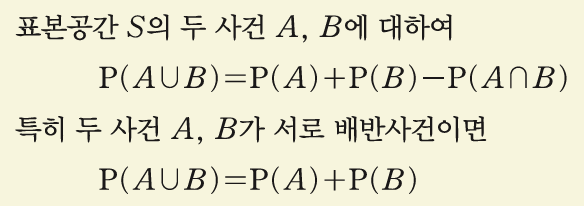 표본공간 S의 두 사건 A, B에 대하여
P(A∪B)=P(A)+P(B)−P(A∩B)
특히 두 사건 A, B가 서로 배반사건이면
P(A∪B)=P(A)+P(B)